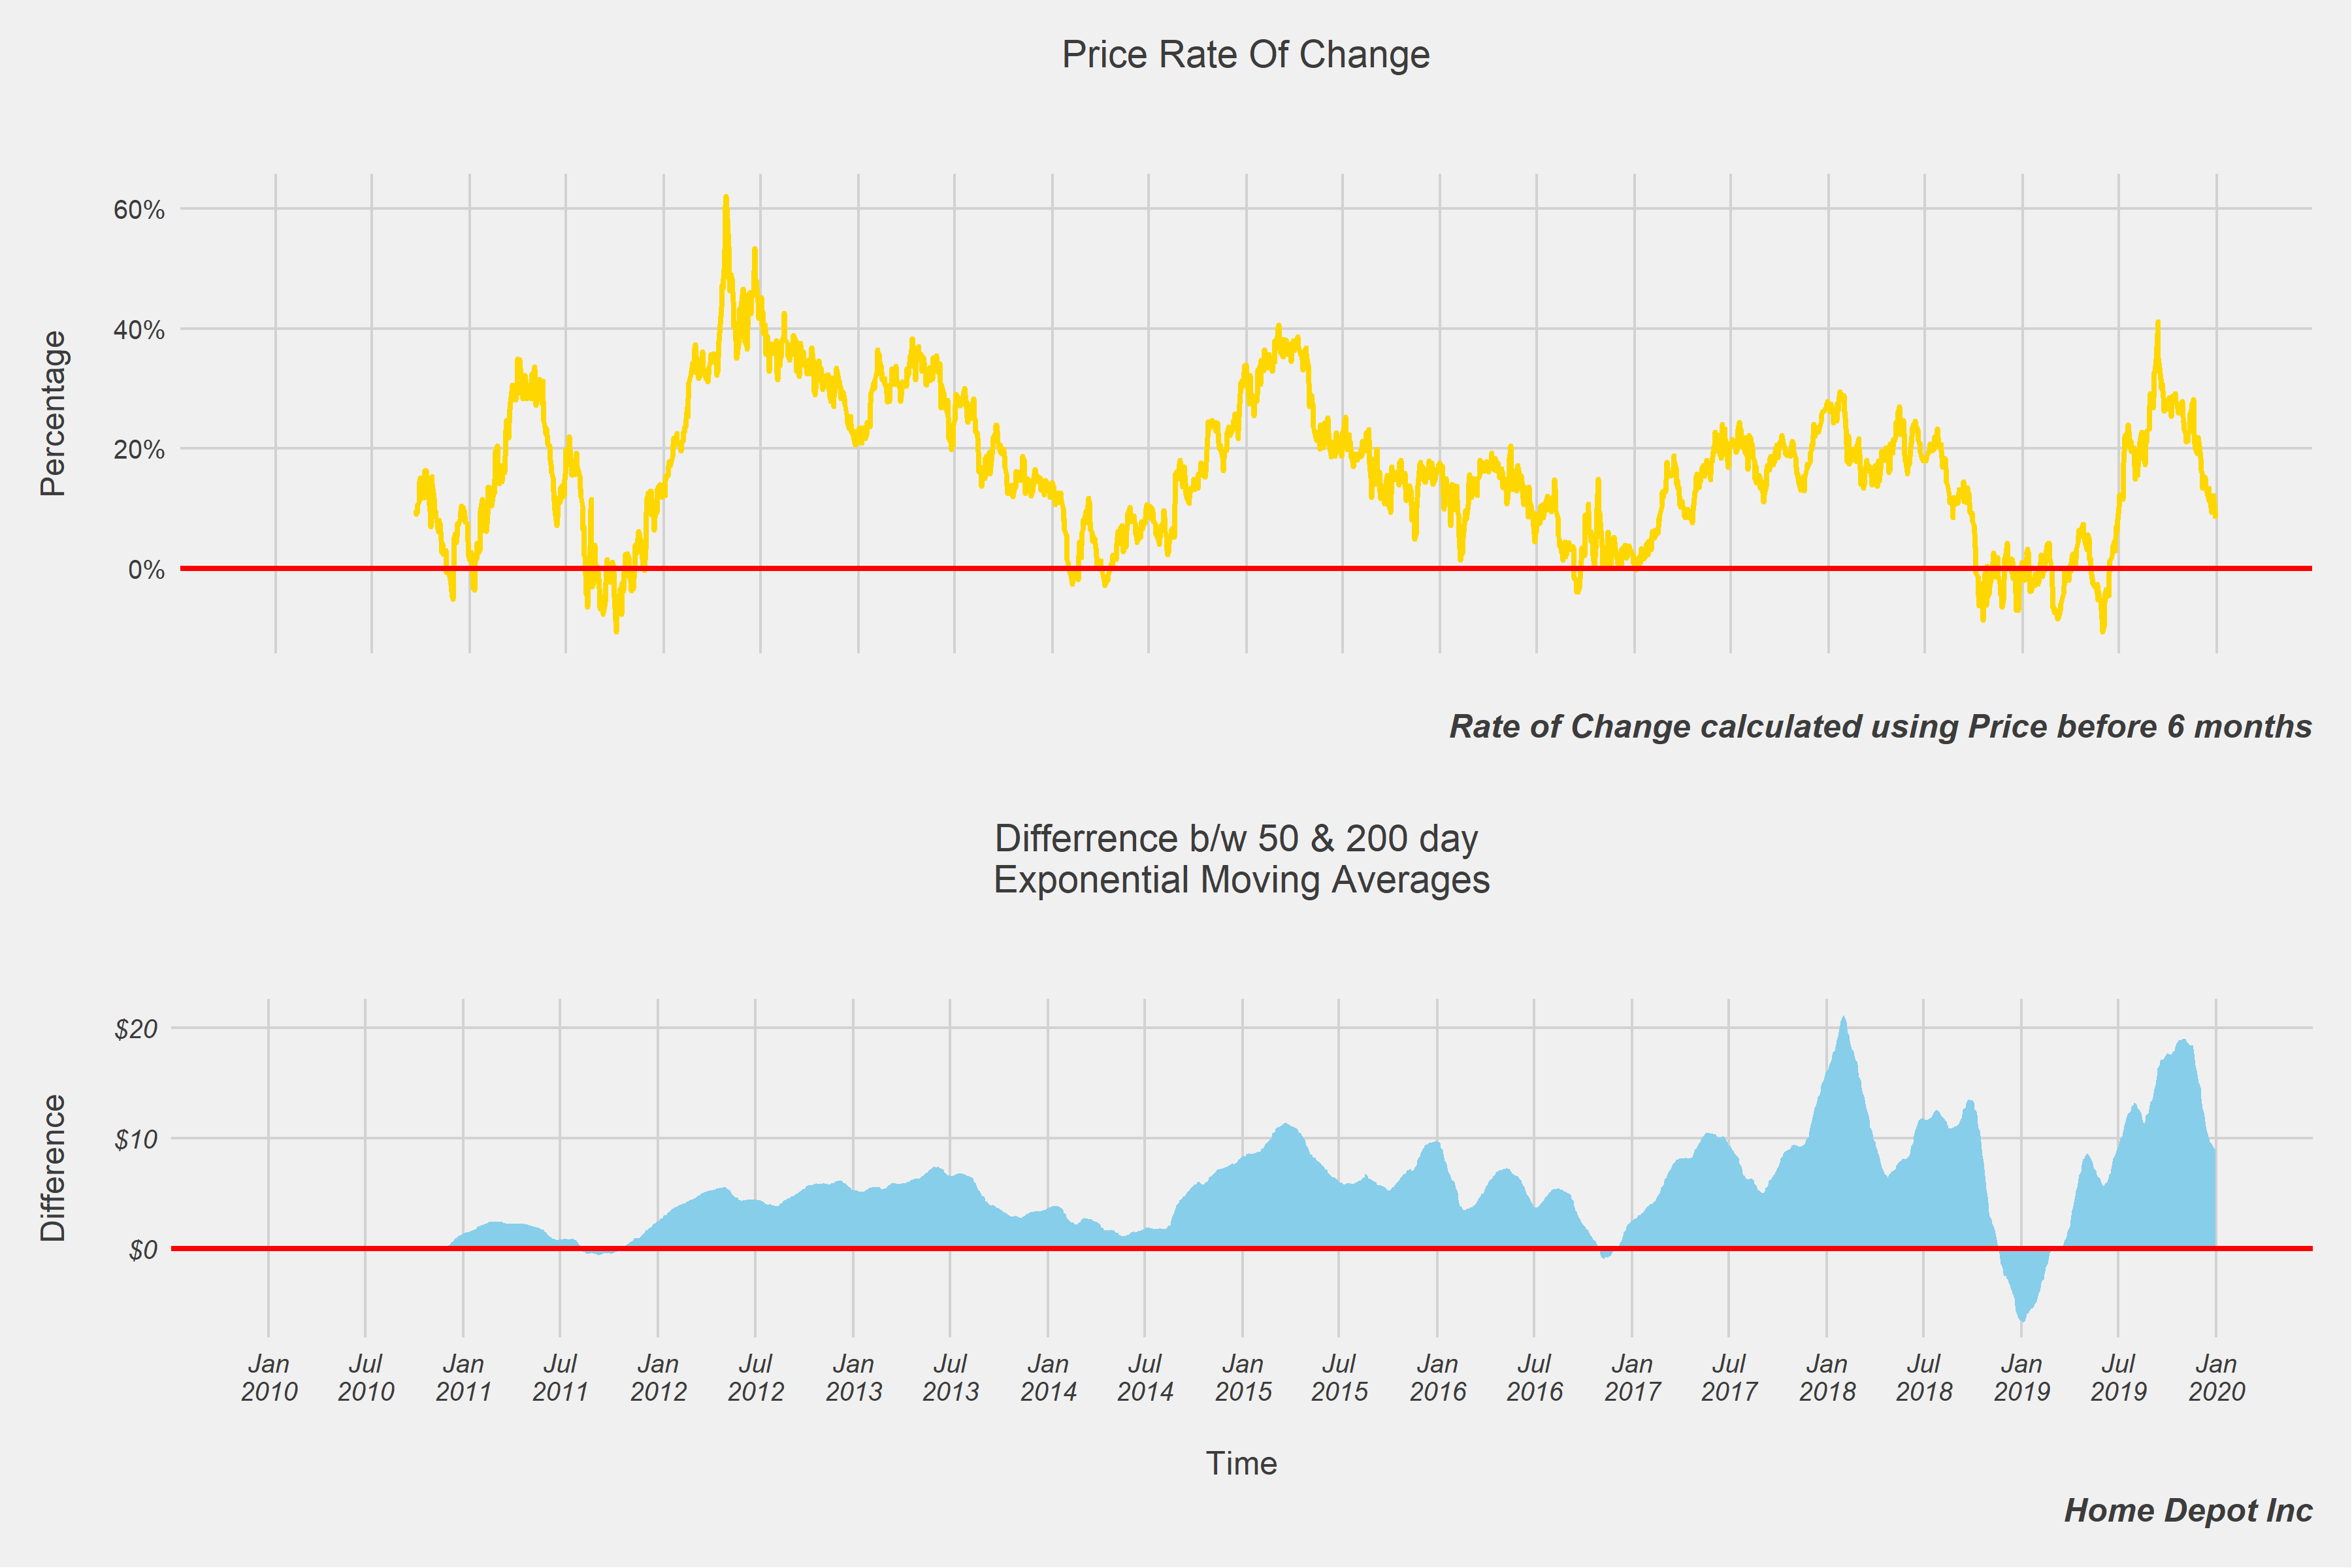 Price Rate Of Change
Percentage
60%
40%
20%
0%
Rate of Change calculated using Price before 6 months
Differrence b/w 50 & 200 day
Exponential Moving Averages
Difference
$20
$10
$0
Jan Jul Jan Jul Jan Jul Jan Jul Jan Jul Jan Jul Jan Jul Jan Jul Jan Jul Jan Jul Jan
2010 2010 2011 2011 2012 2012 2013 2013 2014 2014 2015 2015 2016 2016 2017 2017 2018 2018 2019 2019 2020
Time
Home Depot Inc